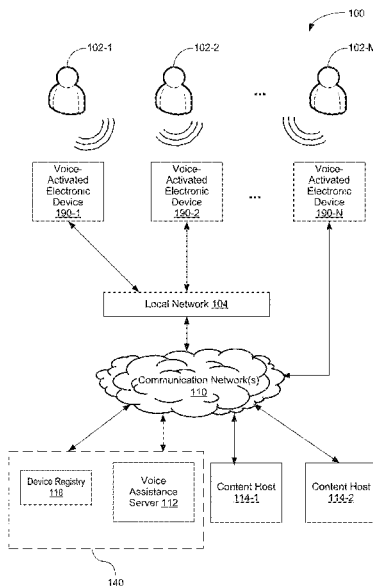 100
102-1
102-2
102-M
...
Voice-
Activated
Electronic
Device
190-1
Voice-
Activated
Electronic
Device
190-2
...
Voice-
Activated
Electronic
Device
190-N
Local Network 104
Communication Network(s)
110
Device Registry
118
Voice
Assistance
Server 112
Content Host
114-1
Content Host
114-2
140